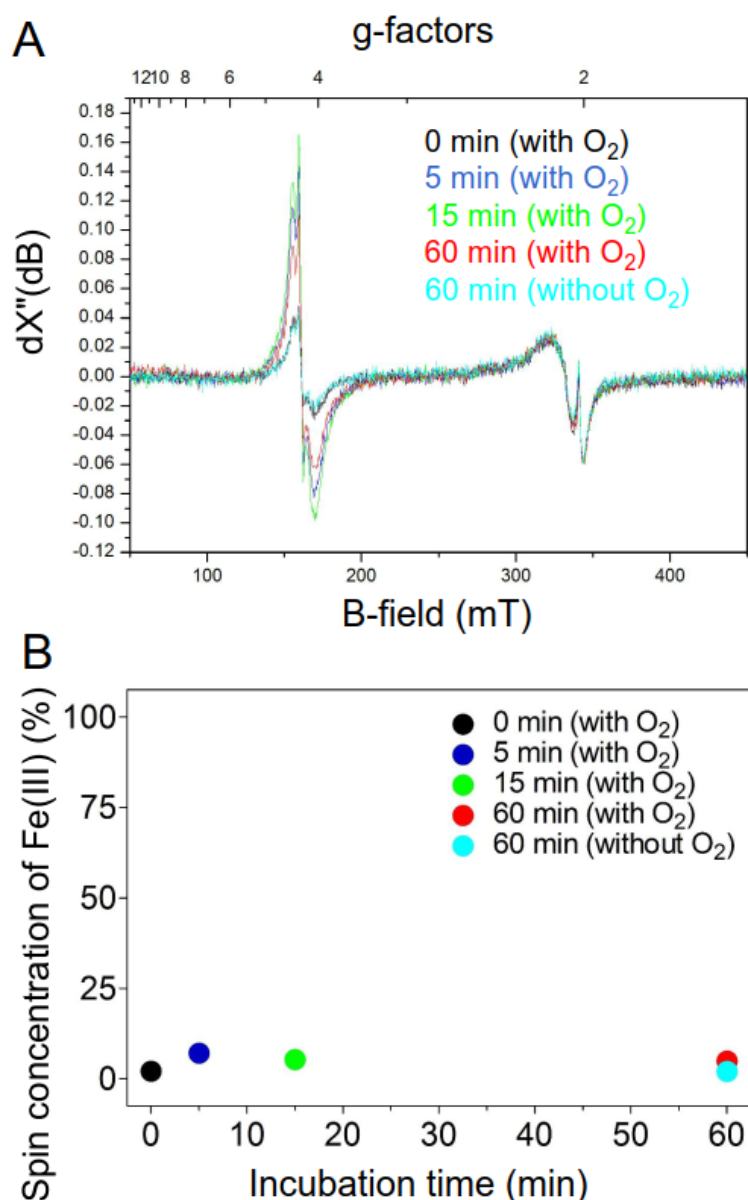 A
g-factors
12 10 8 6 4 2
0.18
0.16
0.14
0.12
0.10
0.08
0.06
0.04
0.02
0.00
-0.02
-0.04
-0.06
-0.08
-0.10
-0.12
dX"(dB)
0 min (with O₂)
5 min (with O₂)
15 min (with O₂)
60 min (with O₂)
60 min (without O₂)
100 200 300 400
B-field (mT)
B
Spin concentration of Fe(III) (%)
100
75
50
25
0
0 min (with O₂)
5 min (with O₂)
15 min (with O₂)
60 min (with O₂)
60 min (without O₂)
0 10 20 30 40 50 60
Incubation time (min)